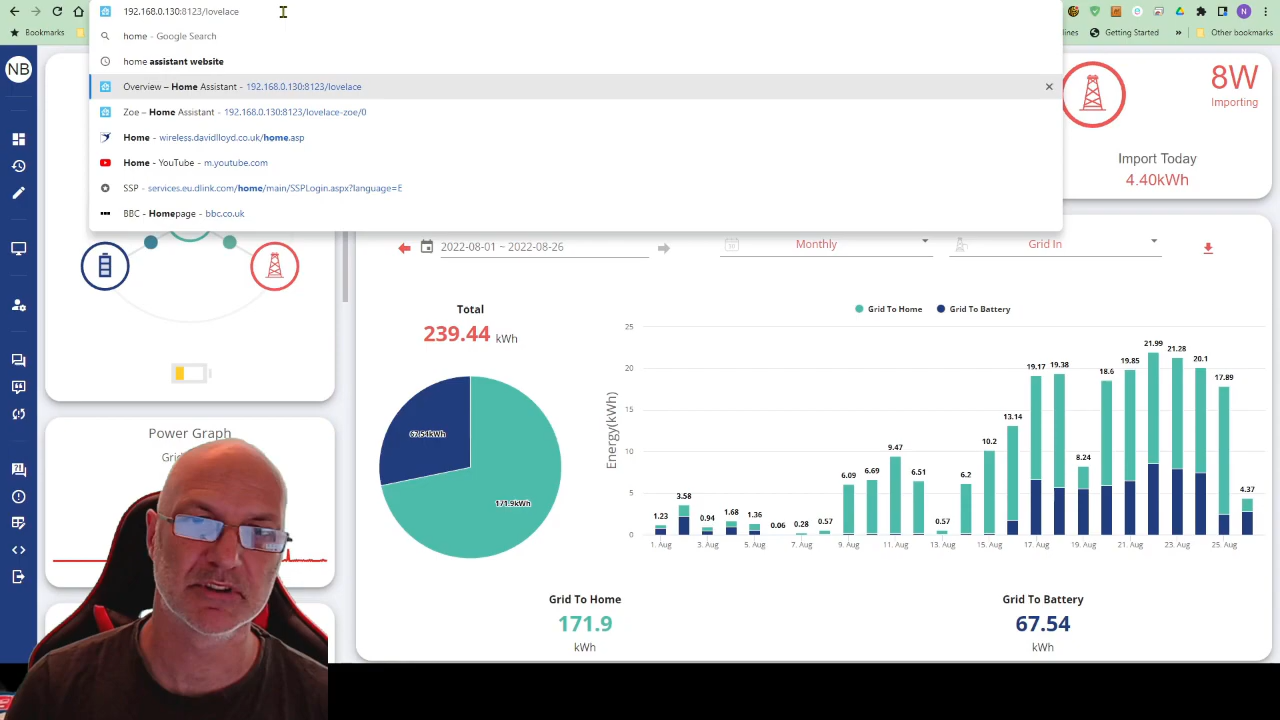 192.168.0.130:8123/lovelace
Bookmarks
home - Google Search
home assistant website
Overview – Home Assistant - 192.168.0.130:8123/lovelace
Zoe – Home Assistant - 192.168.0.130:8123/lovelace-zoe/0
Home - wireless.davidlloyd.co.uk/home.asp
Home - YouTube - m.youtube.com
SSP - services.eu.dlink.com/home/main/SSPLogin.aspx?language=E
BBC - Homepage - bbc.co.uk
lines
Getting Started
»
Other bookmarks
N
NB
8W
Importing
Import Today
4.40kWh
2022-08-01 ~ 2022-08-26
Monthly
Grid In
Total
239.44 kWh
67.54kWh
171.9kWh
Grid To Home
Grid To Battery
Energy(kWh)
25
20
15
10
5
0
1.23
3.58
0.94
1.68
1.36
0.06
0.28
0.57
6.09
6.69
9.47
6.51
0.57
6.2
10.2
13.14
19.17
19.38
8.24
18.6
19.85
21.99
21.28
20.1
17.89
4.37
1. Aug
3. Aug
5. Aug
7. Aug
9. Aug
11. Aug
13. Aug
15. Aug
17. Aug
19. Aug
21. Aug
23. Aug
25. Aug
Grid To Home
171.9
kWh
Grid To Battery
67.54
kWh
Power Graph